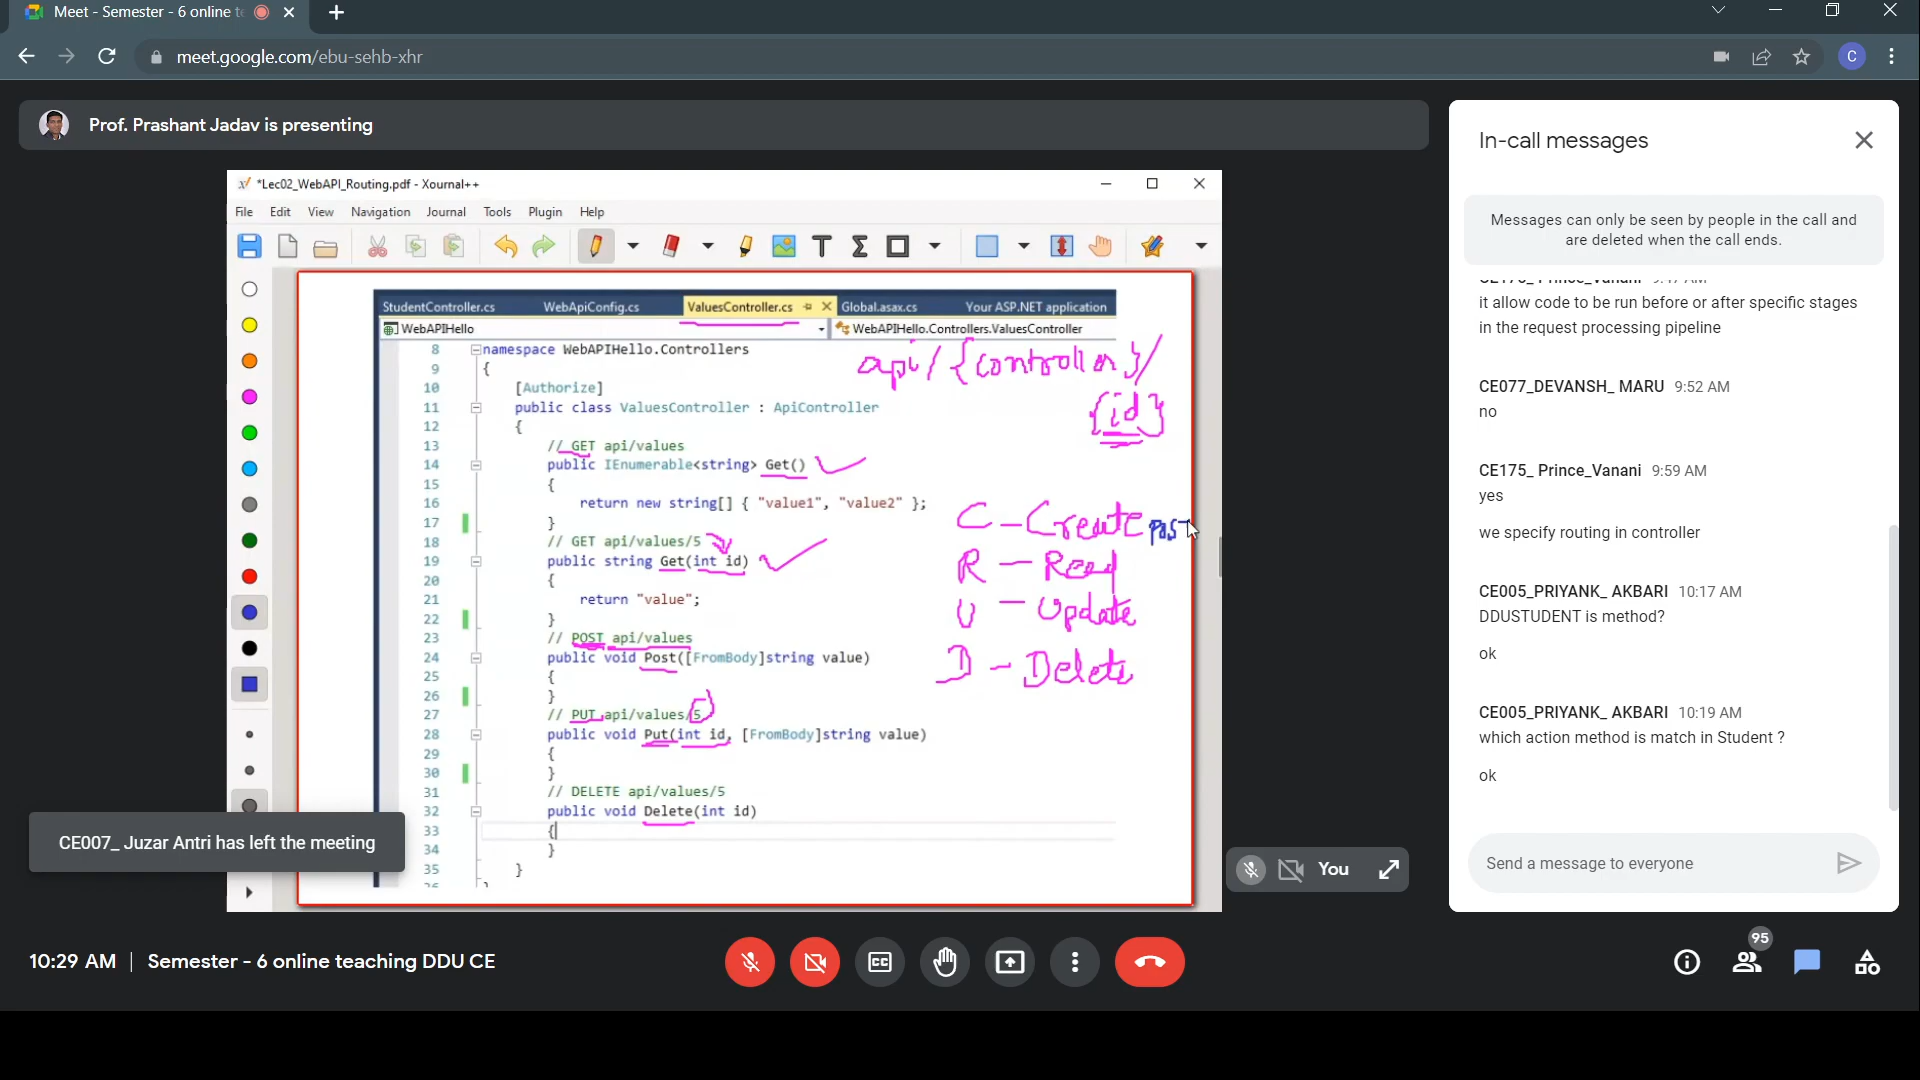 Meet - Semester - 6 online te
meet.google.com/ebu-sehb-xhr
C
Prof. Prashant Jadav is presenting
*Lec02_WebAPI_Routing.pdf - Xournal++
File Edit View Navigation Journal Tools Plugin Help
StudentController.cs WebApiConfig.cs ValuesController.cs Global.asax.cs Your ASP.NET application
WebAPIHello WebAPIHello.Controllers.ValuesController
8 namespace WebAPIHello.Controllers
9 {
10 [Authorize]
11 public class ValuesController : ApiController
12 {
13 // GET api/values
14 public IEnumerable<string> Get()
15 {
16 return new string[] { "value1", "value2" };
17 }
18 // GET api/values/5
19 public string Get(int id)
20 {
21 return "value";
22 }
23 // POST api/values
24 public void Post([FromBody]string value)
25 {
26 }
27 // PUT api/values/5
28 public void Put(int id, [FromBody]string value)
29 {
30 }
31 // DELETE api/values/5
32 public void Delete(int id)
33 {
34 }
35 }
api/{controller}/
{id}
C - Create POST
R - Read
U - Update
D - Delete
CE007_ Juzar Antri has left the meeting
You
In-call messages
Messages can only be seen by people in the call and
are deleted when the call ends.
it allow code to be run before or after specific stages
in the request processing pipeline
CE077_DEVANSH_ MARU 9:52 AM
no
CE175_ Prince_Vanani 9:59 AM
yes
we specify routing in controller
CE005_PRIYANK_ AKBARI 10:17 AM
DDUSTUDENT is method?
ok
CE005_PRIYANK_ AKBARI 10:19 AM
which action method is match in Student ?
ok
Send a message to everyone
10:29 AM | Semester - 6 online teaching DDU CE
CC
95